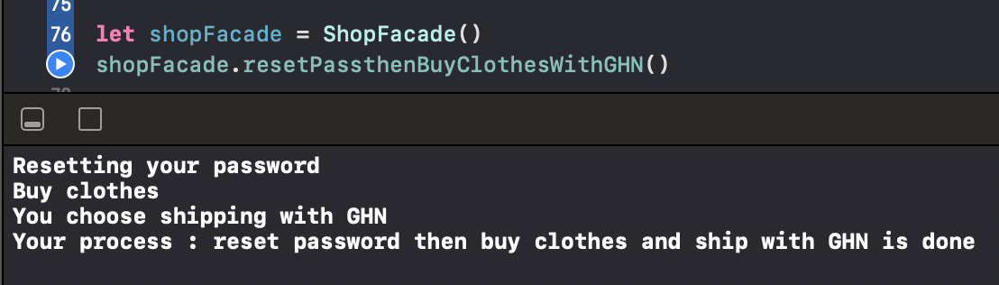 75
76 let shopFacade = ShopFacade()
shopFacade.resetPassthenBuyClothesWithGHN()
Resetting your password
Buy clothes
You choose shipping with GHN
Your process : reset password then buy clothes and ship with GHN is done